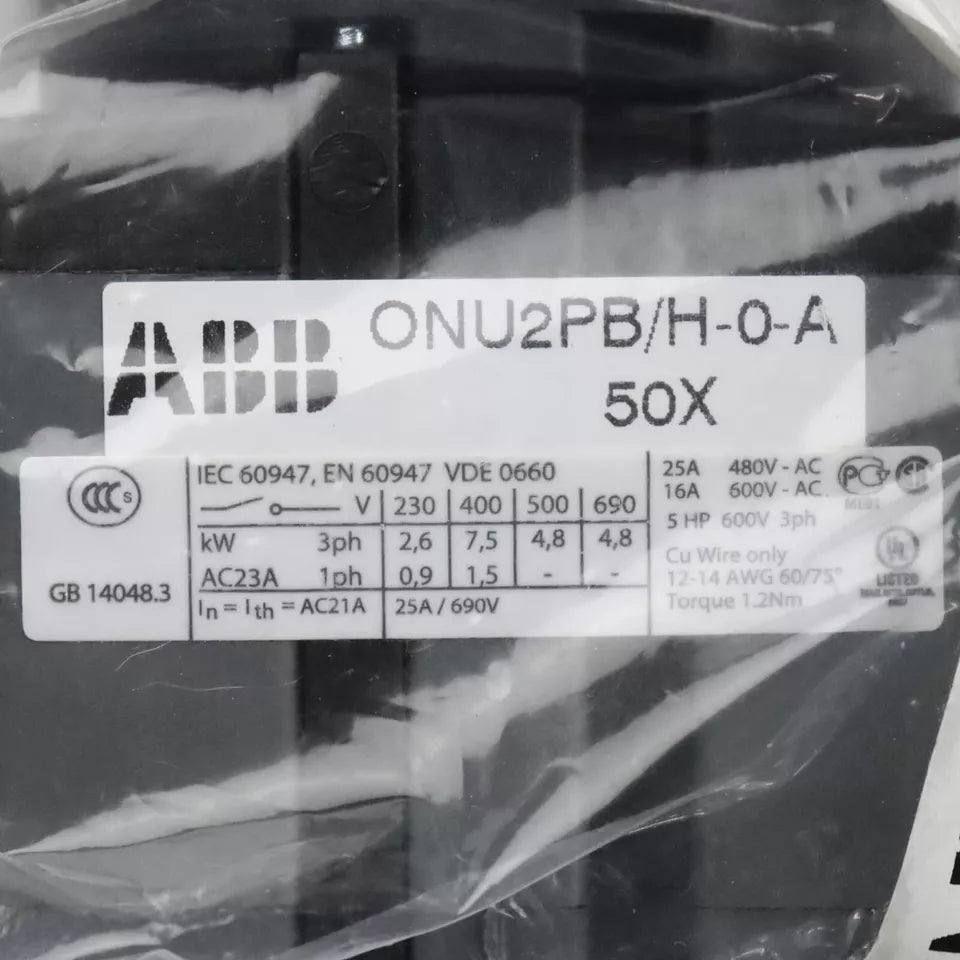 ABB ONU2PB/H-0-A
50X
CCC S
GB 14048.3
IEC 60947, EN 60947 VDE 0660
V 230 400 500 690
kW 3ph 2,6 7,5 4,8 4,8
AC23A 1ph 0,9 1,5 - -
In = Ith = AC21A 25A / 690V
25A 480V - AC
16A 600V - AC.
5 HP 600V 3ph
Cu Wire only
12-14 AWG 60/75°
Torque 1.2Nm
UL
LISTED